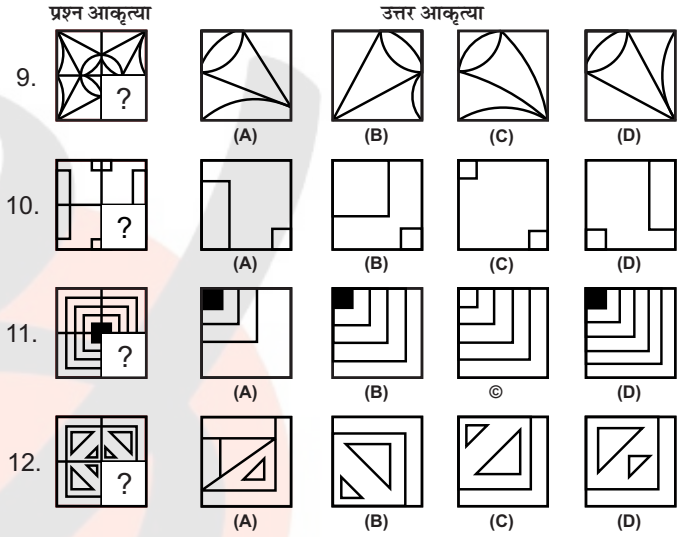 प्रश्न आकृत्या उत्तर आकृत्या
9. ?
(A) (B) (C) (D)
10. ?
(A) (B) (C) (D)
11. ?
(A) (B) © (D)
12. ?
(A) (B) (C) (D)